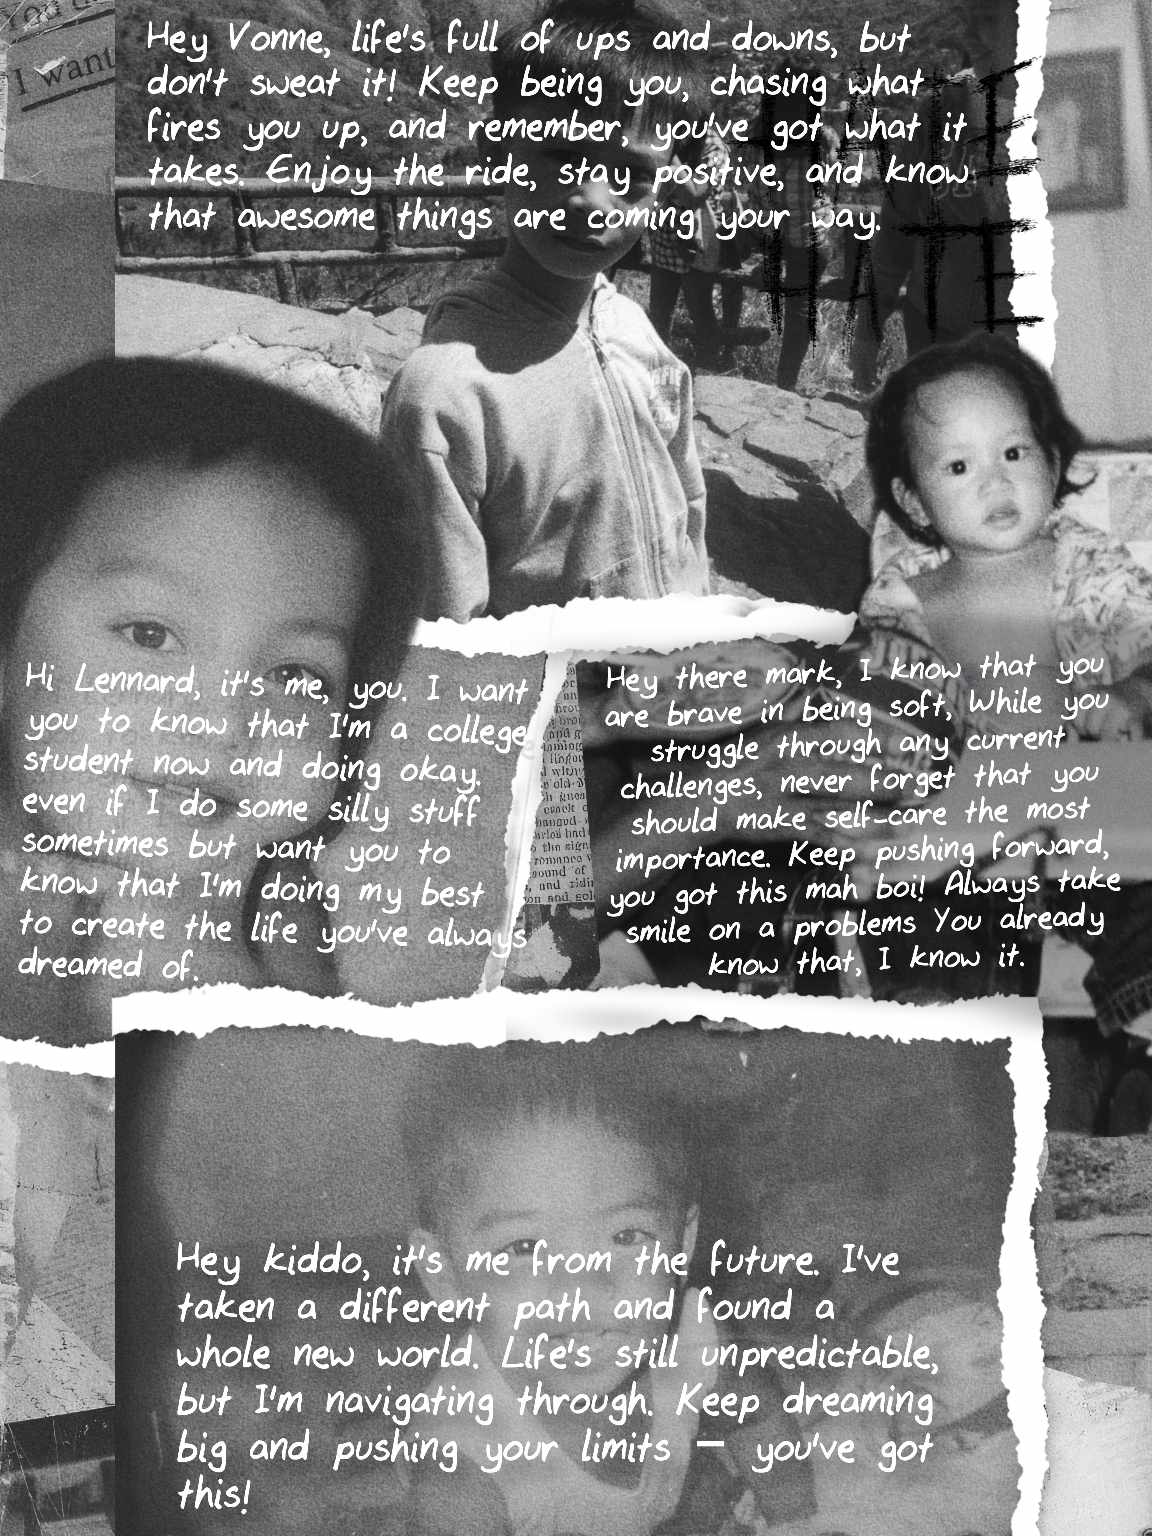 I want
Hey Vonne, life's full of ups and downs, but
don't sweat it! Keep being you, chasing what
fires you up, and remember, you've got what it
takes. Enjoy the ride, stay positive, and know
that awesome things are coming your way.
HATE
HATE
Hi Lennard, it's me, you. I want
you to know that I'm a college
student now and doing okay.
even if I do some silly stuff
sometimes but want you to
know that I'm doing my best
to create the life you've always
dreamed of.
Hey there mark, I know that you
are brave in being soft, While you
struggle through any current
challenges, never forget that you
should make self-care the most
importance. Keep pushing forward,
you got this mah boi! Always take
smile on a problems You already
know that, I know it.
Hey kiddo, it's me from the future. I've
taken a different path and found a
whole new world. Life's still unpredictable,
but I'm navigating through. Keep dreaming
big and pushing your limits — you've got
this!